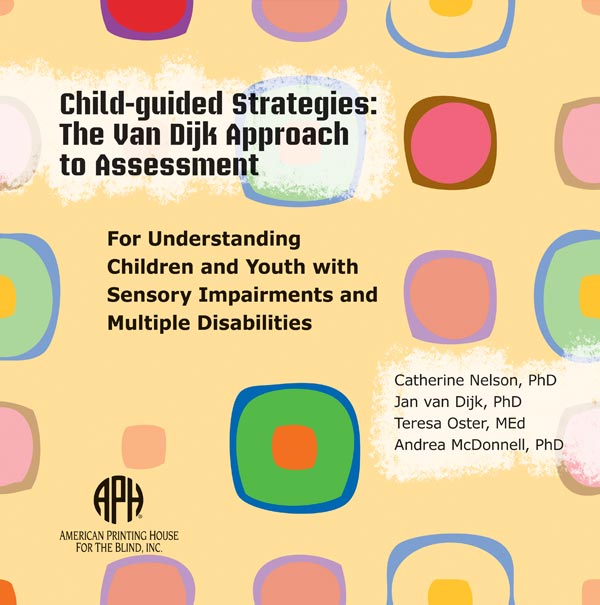 Child-guided Strategies:
The Van Dijk Approach
to Assessment
For Understanding
Children and Youth with
Sensory Impairments and
Multiple Disabilities
Catherine Nelson, PhD
Jan van Dijk, PhD
Teresa Oster, MEd
Andrea McDonnell, PhD
APH®
AMERICAN PRINTING HOUSE
FOR THE BLIND, INC.